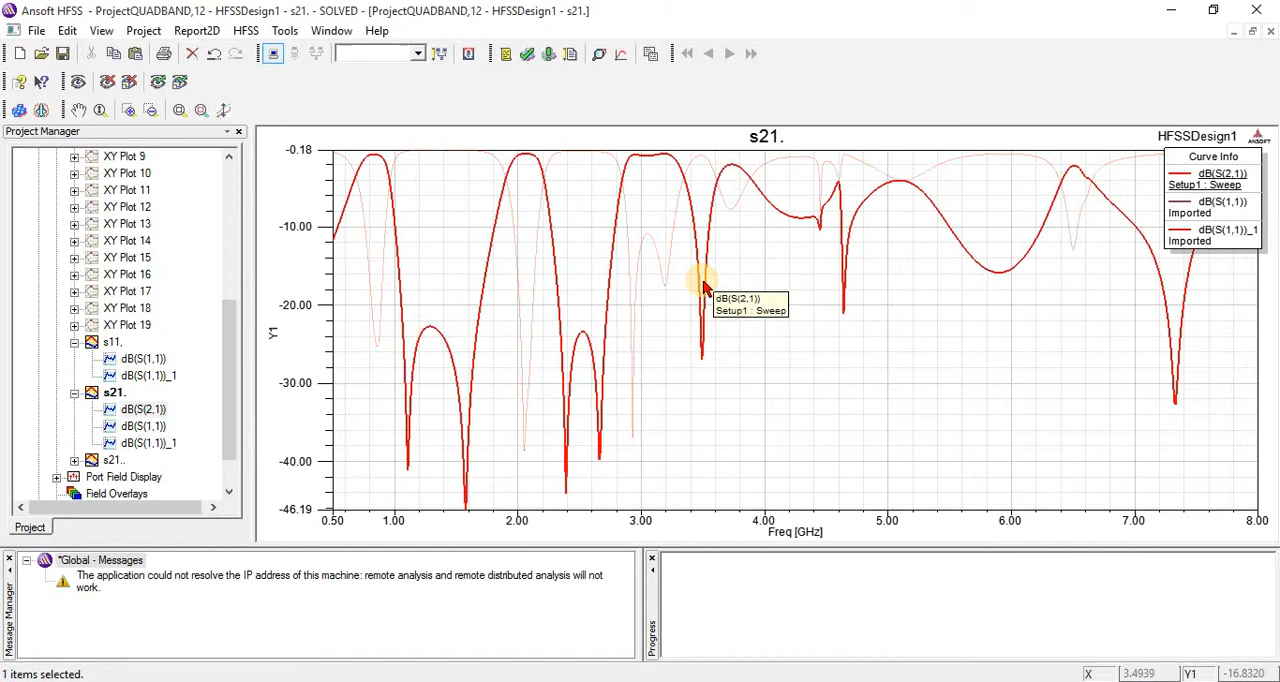 Ansoft HFSS - ProjectQUADBAND,12 - HFSSDesign1 - s21. - SOLVED - [ProjectQUADBAND,12 - HFSSDesign1 - s21.]
File Edit View Project Report2D HFSS Tools Window Help
Project Manager
XY Plot 9
XY Plot 10
XY Plot 11
XY Plot 12
XY Plot 13
XY Plot 14
XY Plot 15
XY Plot 16
XY Plot 17
XY Plot 18
XY Plot 19
s11.
dB(S(1,1))
dB(S(1,1))_1
s21.
dB(S(2,1))
dB(S(1,1))
dB(S(1,1))_1
s21..
Port Field Display
Field Overlays
Project
s21.
HFSSDesign1
ANSOFT
Curve Info
dB(S(2,1))
Setup1 : Sweep
dB(S(1,1))
Imported
dB(S(1,1))_1
Imported
-0.18
-10.00
-20.00
-30.00
-40.00
-46.19
Y1
dB(S(2,1))
Setup1 : Sweep
0.50 1.00 2.00 3.00 4.00 5.00 6.00 7.00 8.00
Freq [GHz]
Message Manager
*Global - Messages
The application could not resolve the IP address of this machine: remote analysis and remote distributed analysis will not
work.
Progress
1 items selected.
X 3.4939 Y1 -16.8320